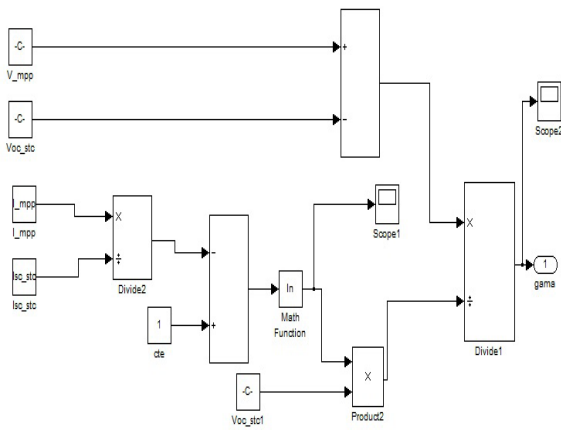 -C-
V_mpp
+
-C-
Voc_stc
−
Scope2
I_mpp
I_mpp
×
Isc_stc
÷
Isc_stc
Divide2
−
+
1
cte
ln
Math
Function
Scope1
-C-
Voc_stc1
×
Product2
×
÷
Divide1
1
gama